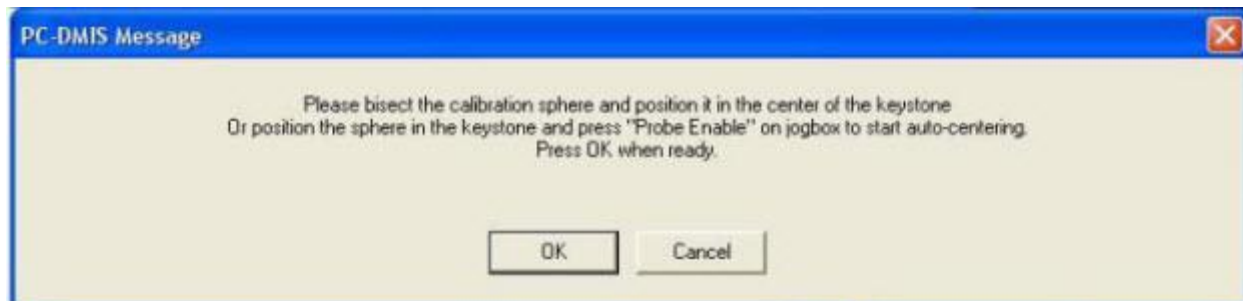 PC-DMIS Message
Please bisect the calibration sphere and position it in the center of the keystone
Or position the sphere in the keystone and press "Probe Enable" on jogbox to start auto-centering.
Press OK when ready.
OK
Cancel